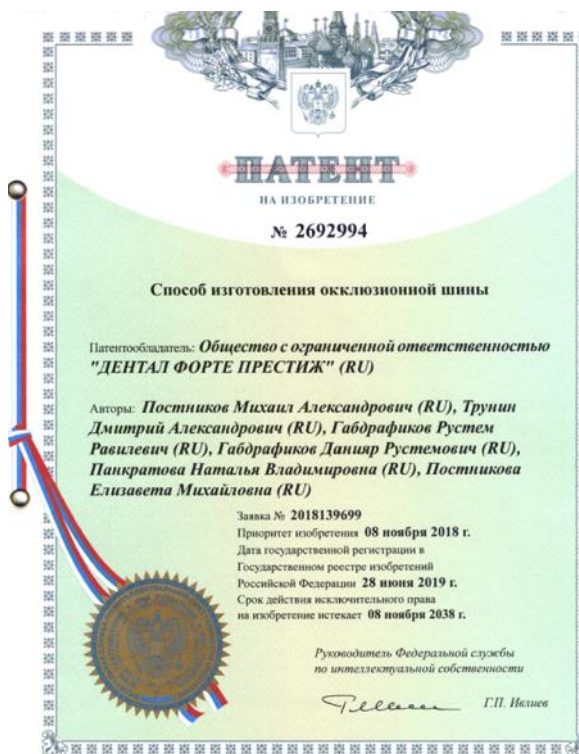 ПАТЕНТ
НА ИЗОБРЕТЕНИЕ
№ 2692994
Способ изготовления окклюзионной шины
Патентообладатель: Общество с ограниченной ответственностью
"ДЕНТАЛ ФОРТЕ ПРЕСТИЖ" (RU)
Авторы: Постников Михаил Александрович (RU), Трунин
Дмитрий Александрович (RU), Габдрафиков Рустем
Равилевич (RU), Габдрафиков Данияр Рустемович (RU),
Панкратова Наталья Владимировна (RU), Постникова
Елизавета Михайловна (RU)
Заявка № 2018139699
Приоритет изобретения 08 ноября 2018 г.
Дата государственной регистрации в
Государственном реестре изобретений
Российской Федерации 28 июня 2019 г.
Срок действия исключительного права
на изобретение истекает 08 ноября 2038 г.
Руководитель Федеральной службы
по интеллектуальной собственности
Г.П. Ивлиев